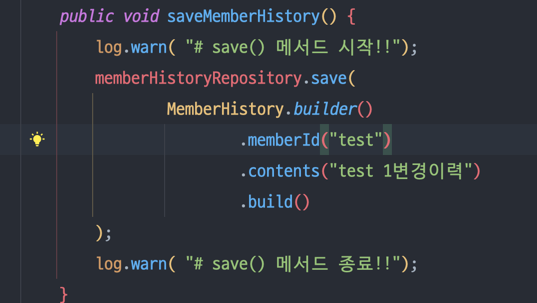 public void saveMemberHistory() {
log.warn( "# save() 메서드 시작!!");
memberHistoryRepository.save(
MemberHistory.builder()
.memberId("test")
.contents("test 1변경이력")
.build()
);
log.warn( "# save() 메서드 종료!!");
}